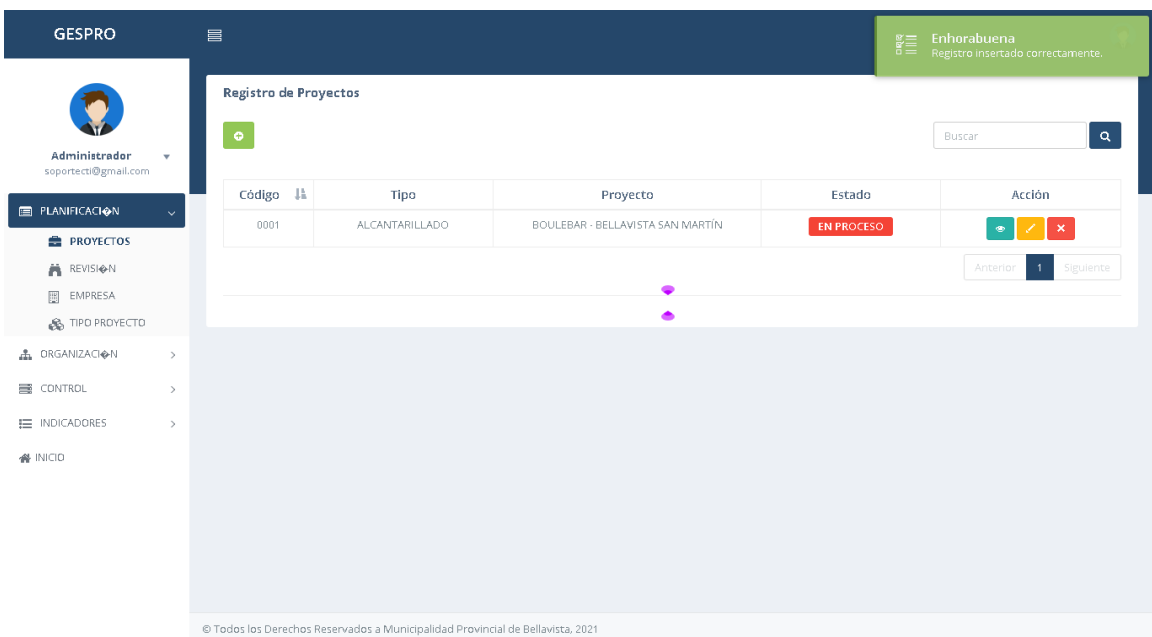 GESPRO
Enhorabuena
Registro insertado correctamente.
Administrador
soportecti@gmail.com
PLANIFICACI�N
PROYECTOS
REVISI�N
EMPRESA
TIPO PROYECTO
ORGANIZACI�N
CONTROL
INDICADORES
INICIO
Registro de Proyectos
Buscar
Código Tipo Proyecto Estado Acción
0001 ALCANTARILLADO BOULEBAR - BELLAVISTA SAN MARTÍN EN PROCESO
Anterior 1 Siguiente
© Todos los Derechos Reservados a Municipalidad Provincial de Bellavista, 2021